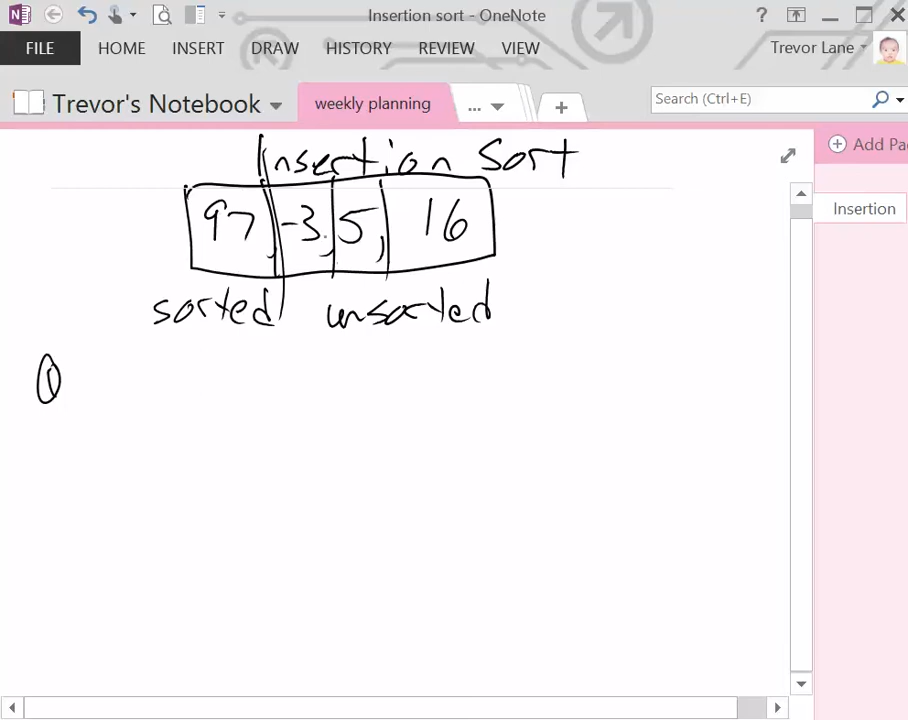 Insertion sort - OneNote
?
FILE HOME INSERT DRAW HISTORY REVIEW VIEW
Trevor Lane
Trevor's Notebook
weekly planning
...
+
Search (Ctrl+E)
Add Pa
Insertion
Insertion Sort
97, -3, 5, 16
sorted unsorted
①